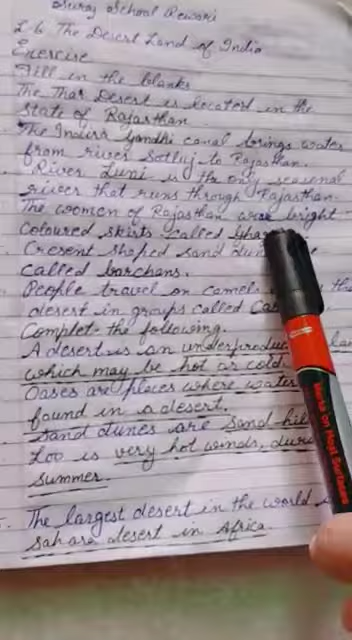 Suraj School Rewari
L-6 The Desert Land of India
Exercise
Fill in the blanks
The Thar Desert is located in the
state of Rajasthan.
The Indira Gandhi canal brings water
from river Satluj to Rajasthan.
River Luni is the only seasonal
river that runs through Rajasthan.
The women of Rajasthan wear bright
Coloured skirts called
Cresent shaped sand
called barchans.
People travel on camels
desert in groups called
Complet the following.
A desert is an
which may be hot or cold
Oases are places where water
found in a desert.
Sand dunes are sand
Loo is very hot winds,
summer.
The largest desert in the world
sahara desert in Africa.
Marks on Most Surfaces